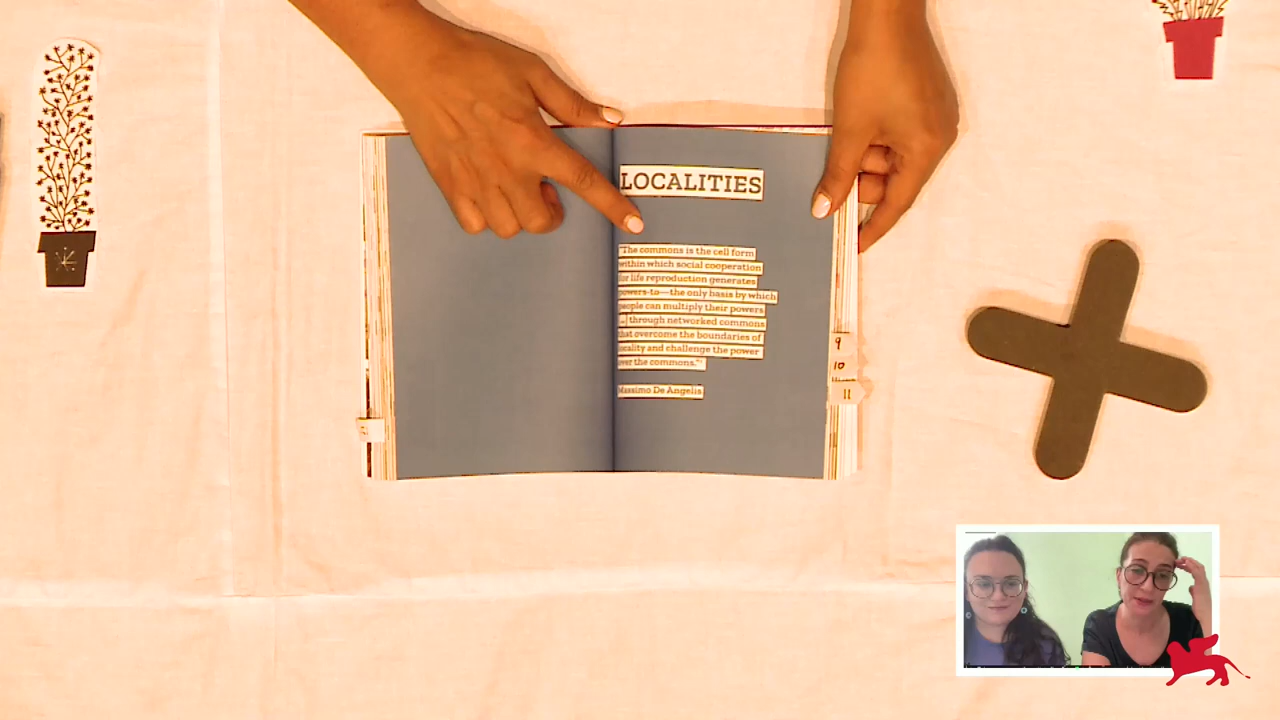 LOCALITIES
"The commons is the cell form
within which social cooperation
for life reproduction generates
powers-to—the only basis by which
people can multiply their powers
[...] through networked commons
that overcome the boundaries of
locality and challenge the power
over the commons."
Massimo De Angelis
9
10
11